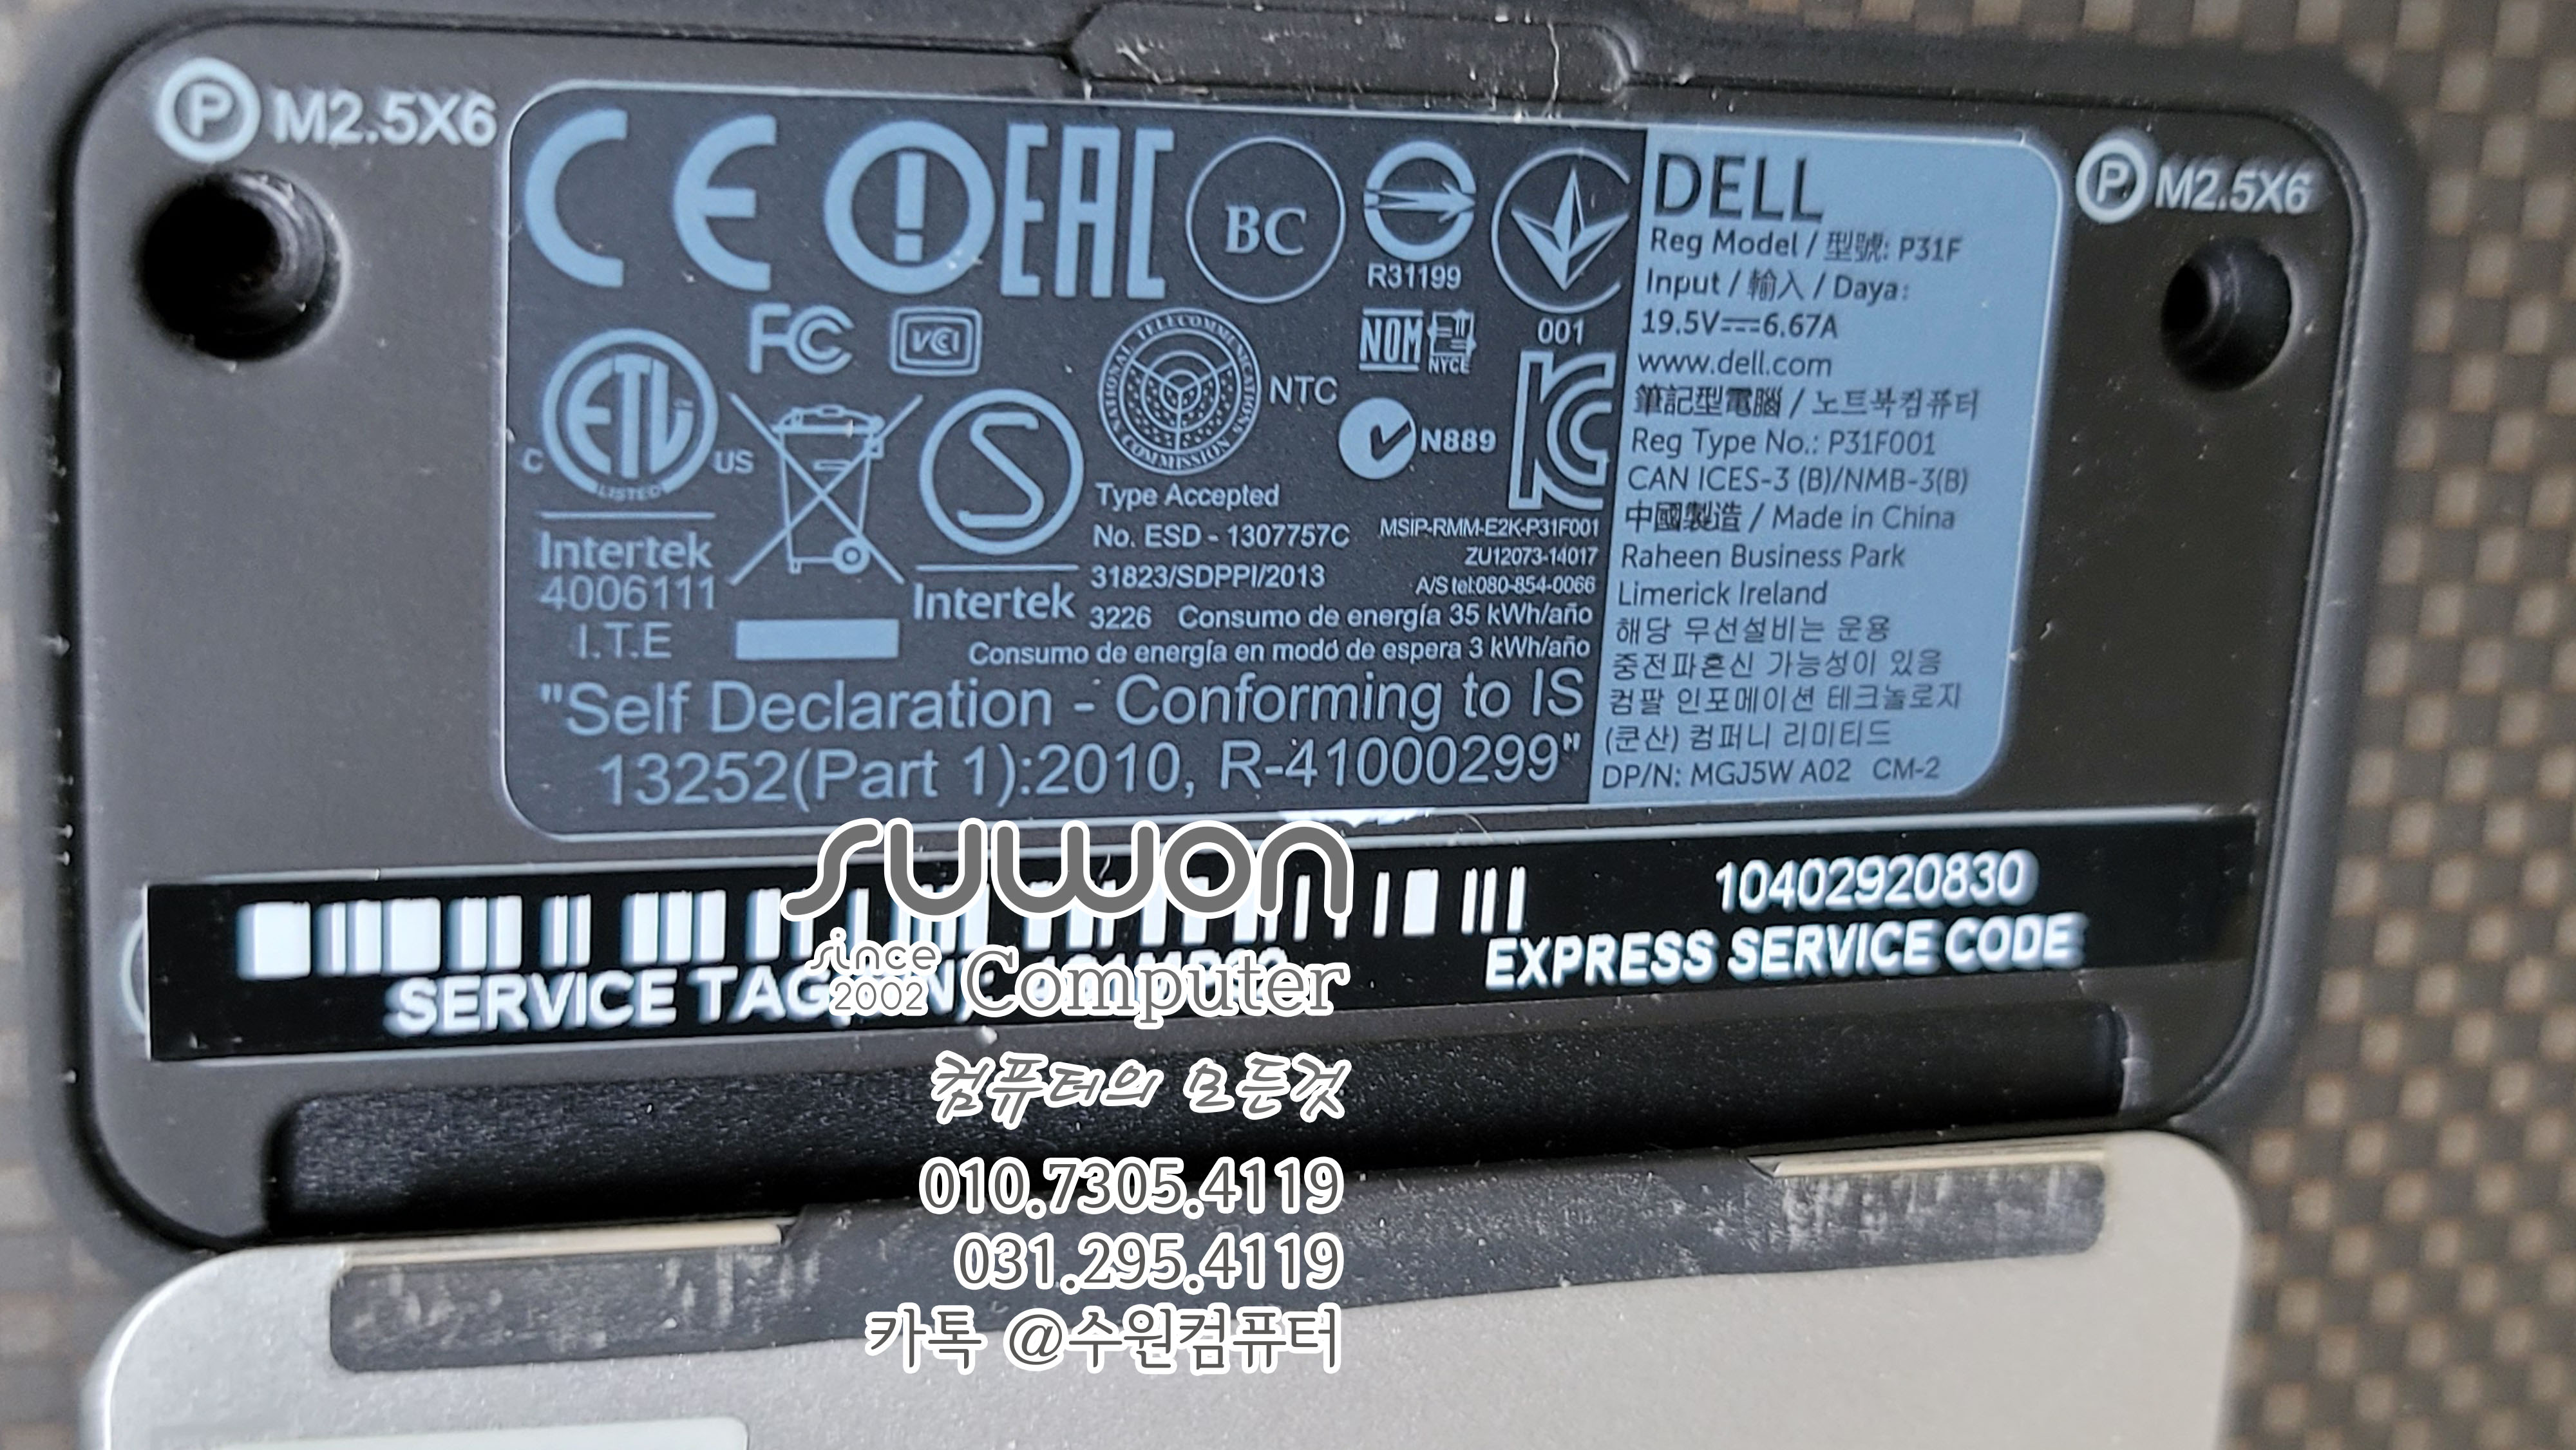 P M2.5X6
CE
EAC
BC
R31199
001
FC
VCI
NOM
NYCE
C ETL US
LISTED
Intertek
4006111
I.T.E
S
Intertek
NATIONAL TELECOMMUNICATIONS COMMISSION
NTC
N889
KC
Type Accepted
No. ESD - 1307757C
31823/SDPPI/2013
MSIP-RMM-E2K-P31F001
ZU12073-14017
A/S tel:080-854-0066
3226 Consumo de energía 35 kWh/año
Consumo de energía en modo de espera 3 kWh/año
"Self Declaration - Conforming to IS
13252(Part 1):2010, R-41000299"
DELL
Reg Model / 型號: P31F
Input / 輸入 / Daya:
19.5V⎓6.67A
www.dell.com
筆記型電腦 / 노트북컴퓨터
Reg Type No.: P31F001
CAN ICES-3 (B)/NMB-3(B)
中國製造 / Made in China
Raheen Business Park
Limerick Ireland
해당 무선설비는 운용
중전파혼신 가능성이 있음
컴팔 인포메이션 테크놀로지
(쿤산) 컴퍼니 리미티드
DP/N: MGJ5W A02 CM-2
P M2.5X6
SERVICE TAG
10402920830
EXPRESS SERVICE CODE
suwon
since
2002 Computer
컴퓨터의 모든것
010.7305.4119
031.295.4119
카톡 @수원컴퓨터